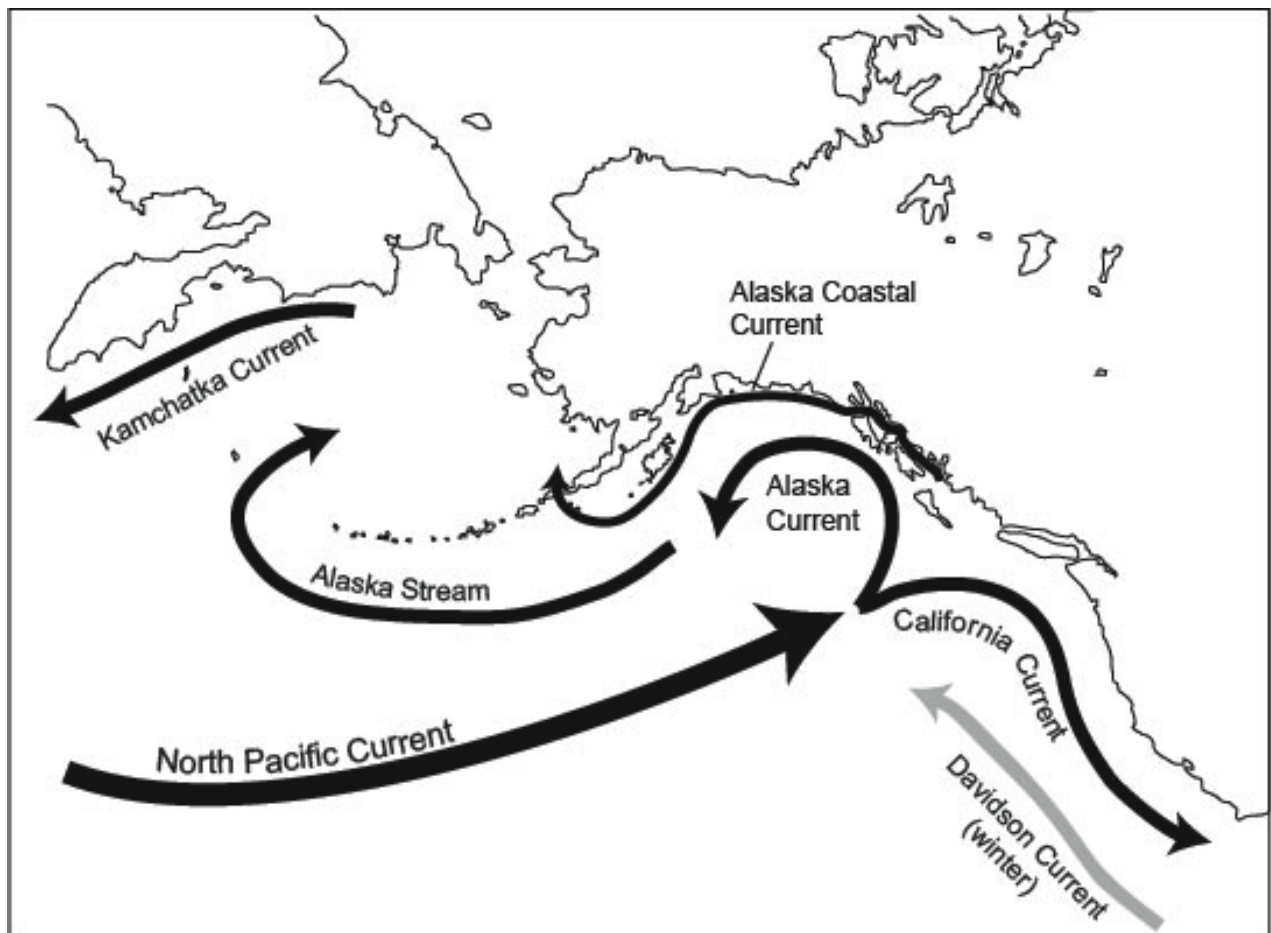 Alaska Coastal
Current
Kamchatka Current
Alaska
Current
Alaska Stream
California Current
North Pacific Current
Davidson Current
(winter)